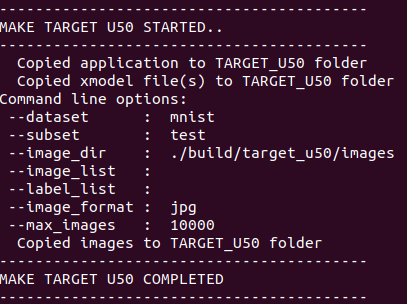 -----------------------------------------
MAKE TARGET U50 STARTED..
-----------------------------------------
  Copied application to TARGET_U50 folder
  Copied xmodel file(s) to TARGET_U50 folder
Command line options:
 --dataset      :  mnist
 --subset       :  test
 --image_dir    :  ./build/target_u50/images
 --image_list   :
 --label_list   :
 --image_format :  jpg
 --max_images   :  10000
  Copied images to TARGET_U50 folder
-----------------------------------------
MAKE TARGET U50 COMPLETED
-----------------------------------------